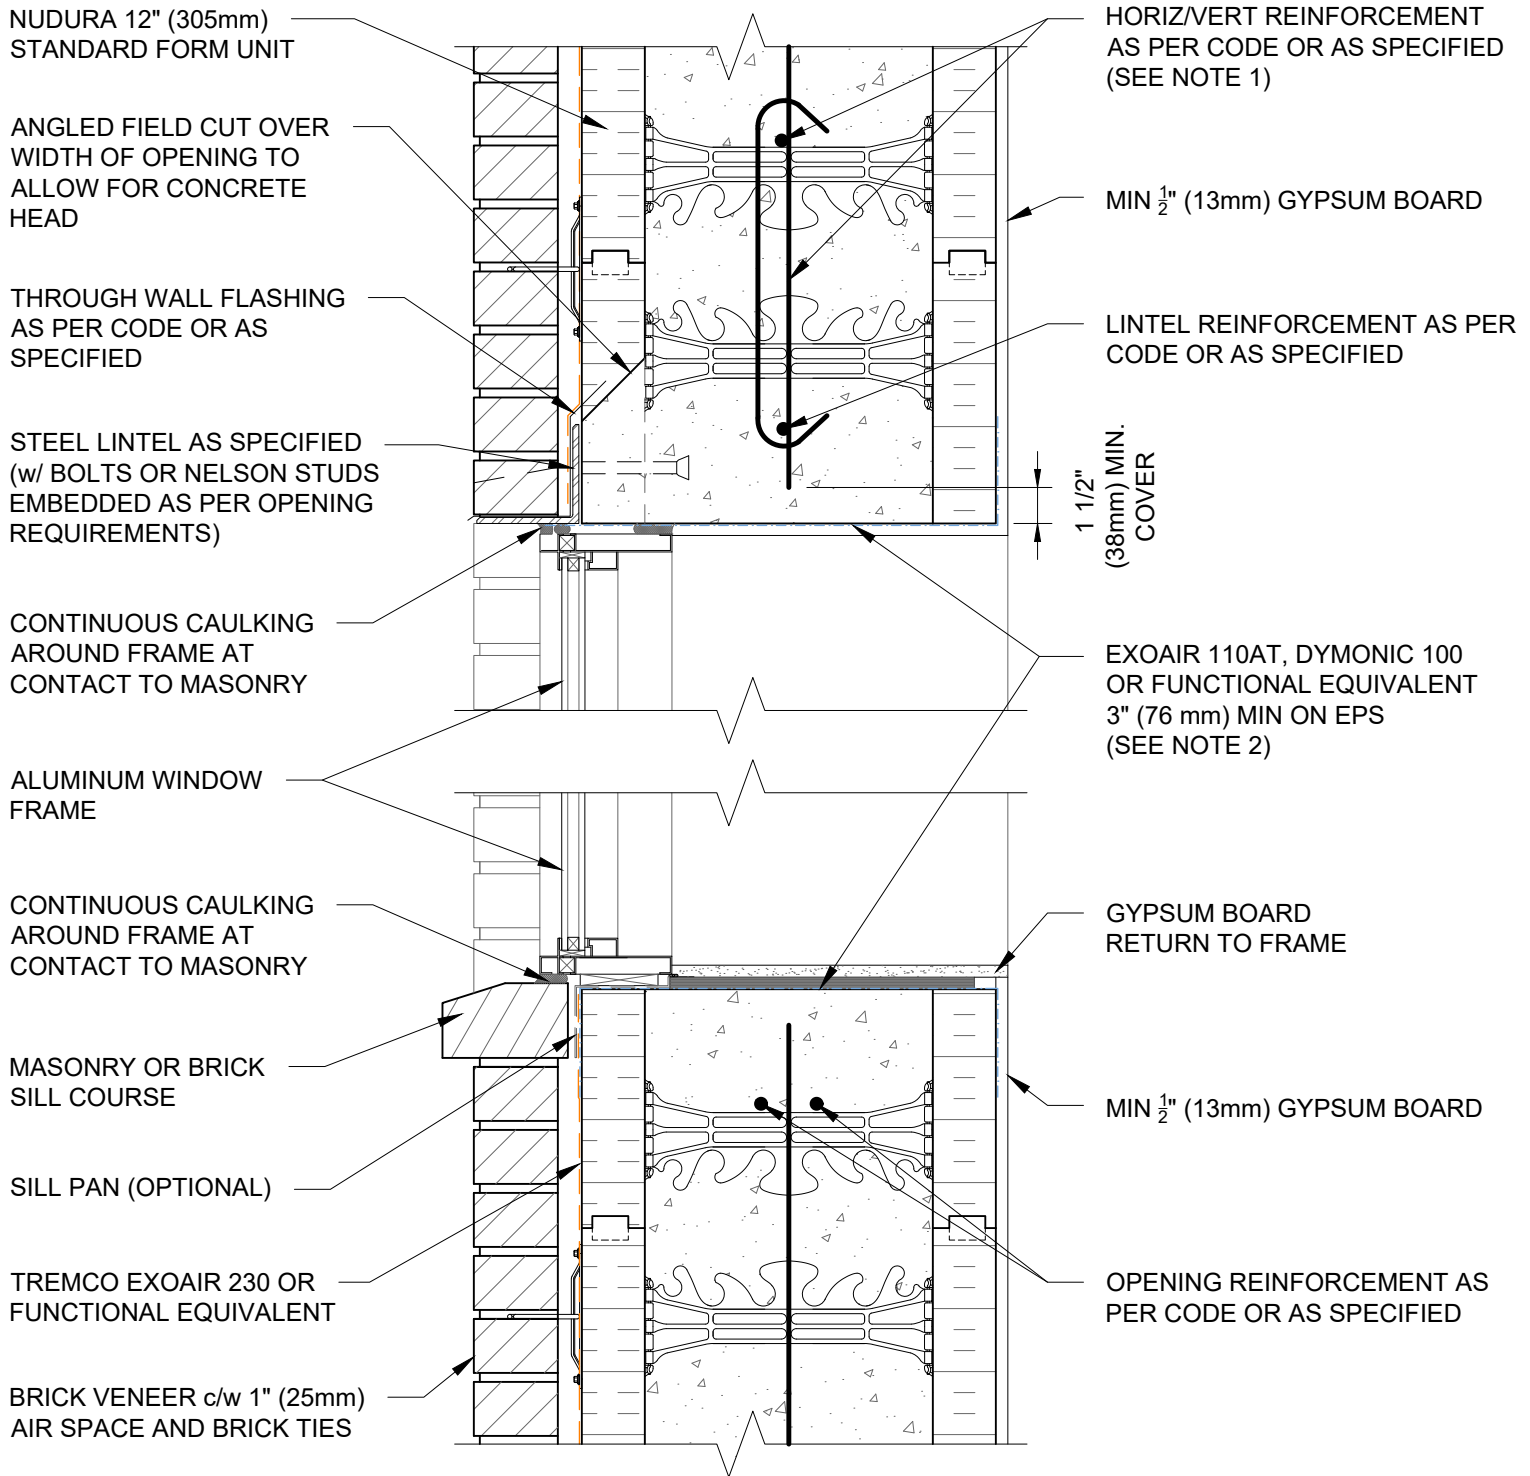 NUDURA 12" (305mm)
STANDARD FORM UNIT
ANGLED FIELD CUT OVER
WIDTH OF OPENING TO
ALLOW FOR CONCRETE
HEAD
THROUGH WALL FLASHING
AS PER CODE OR AS
SPECIFIED
STEEL LINTEL AS SPECIFIED
(w/ BOLTS OR NELSON STUDS
EMBEDDED AS PER OPENING
REQUIREMENTS)
CONTINUOUS CAULKING
AROUND FRAME AT
CONTACT TO MASONRY
ALUMINUM WINDOW
FRAME
CONTINUOUS CAULKING
AROUND FRAME AT
CONTACT TO MASONRY
MASONRY OR BRICK
SILL COURSE
SILL PAN (OPTIONAL)
TREMCO EXOAIR 230 OR
FUNCTIONAL EQUIVALENT
BRICK VENEER c/w 1" (25mm)
AIR SPACE AND BRICK TIES
HORIZ/VERT REINFORCEMENT
AS PER CODE OR AS SPECIFIED
(SEE NOTE 1)
MIN 1/2" (13mm) GYPSUM BOARD
LINTEL REINFORCEMENT AS PER
CODE OR AS SPECIFIED
1 1/2"
(38mm) MIN.
COVER
EXOAIR 110AT, DYMONIC 100
OR FUNCTIONAL EQUIVALENT
3" (76 mm) MIN ON EPS
(SEE NOTE 2)
GYPSUM BOARD
RETURN TO FRAME
MIN 1/2" (13mm) GYPSUM BOARD
OPENING REINFORCEMENT AS
PER CODE OR AS SPECIFIED